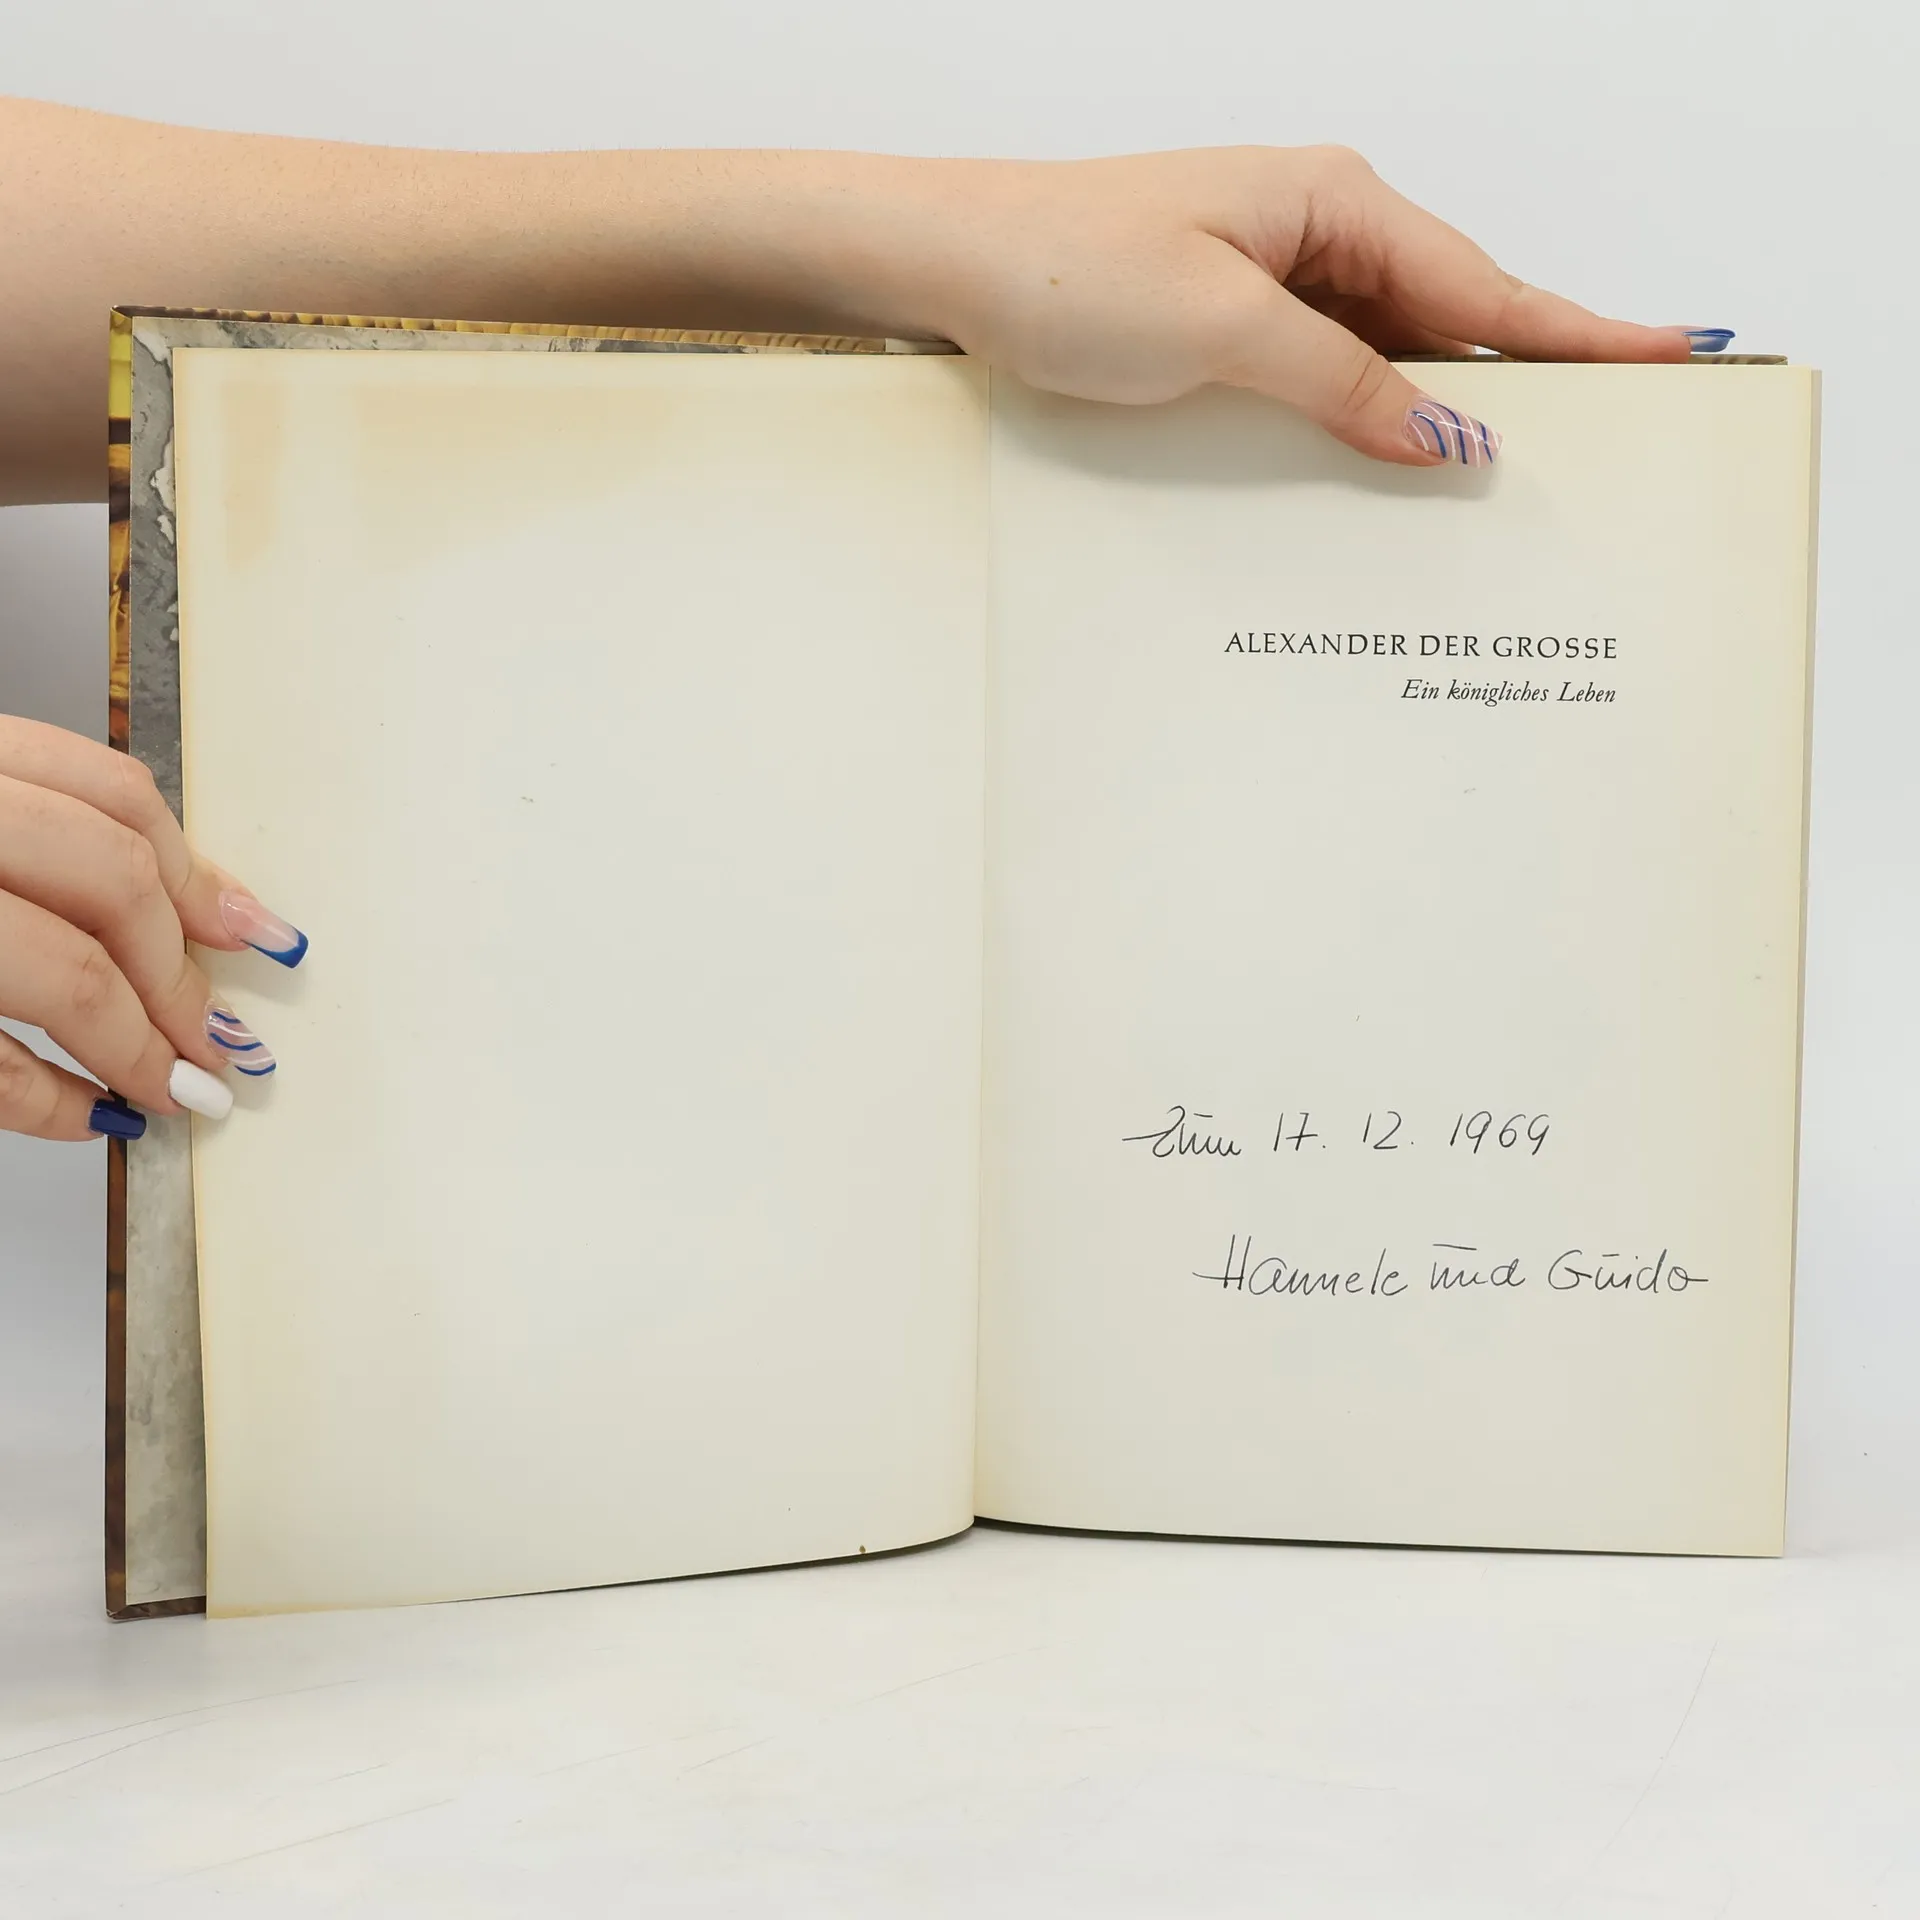 ALEXANDER DER GROSSE
Ein königliches Leben
Zum 17. 12. 1969
Hannele und Guido